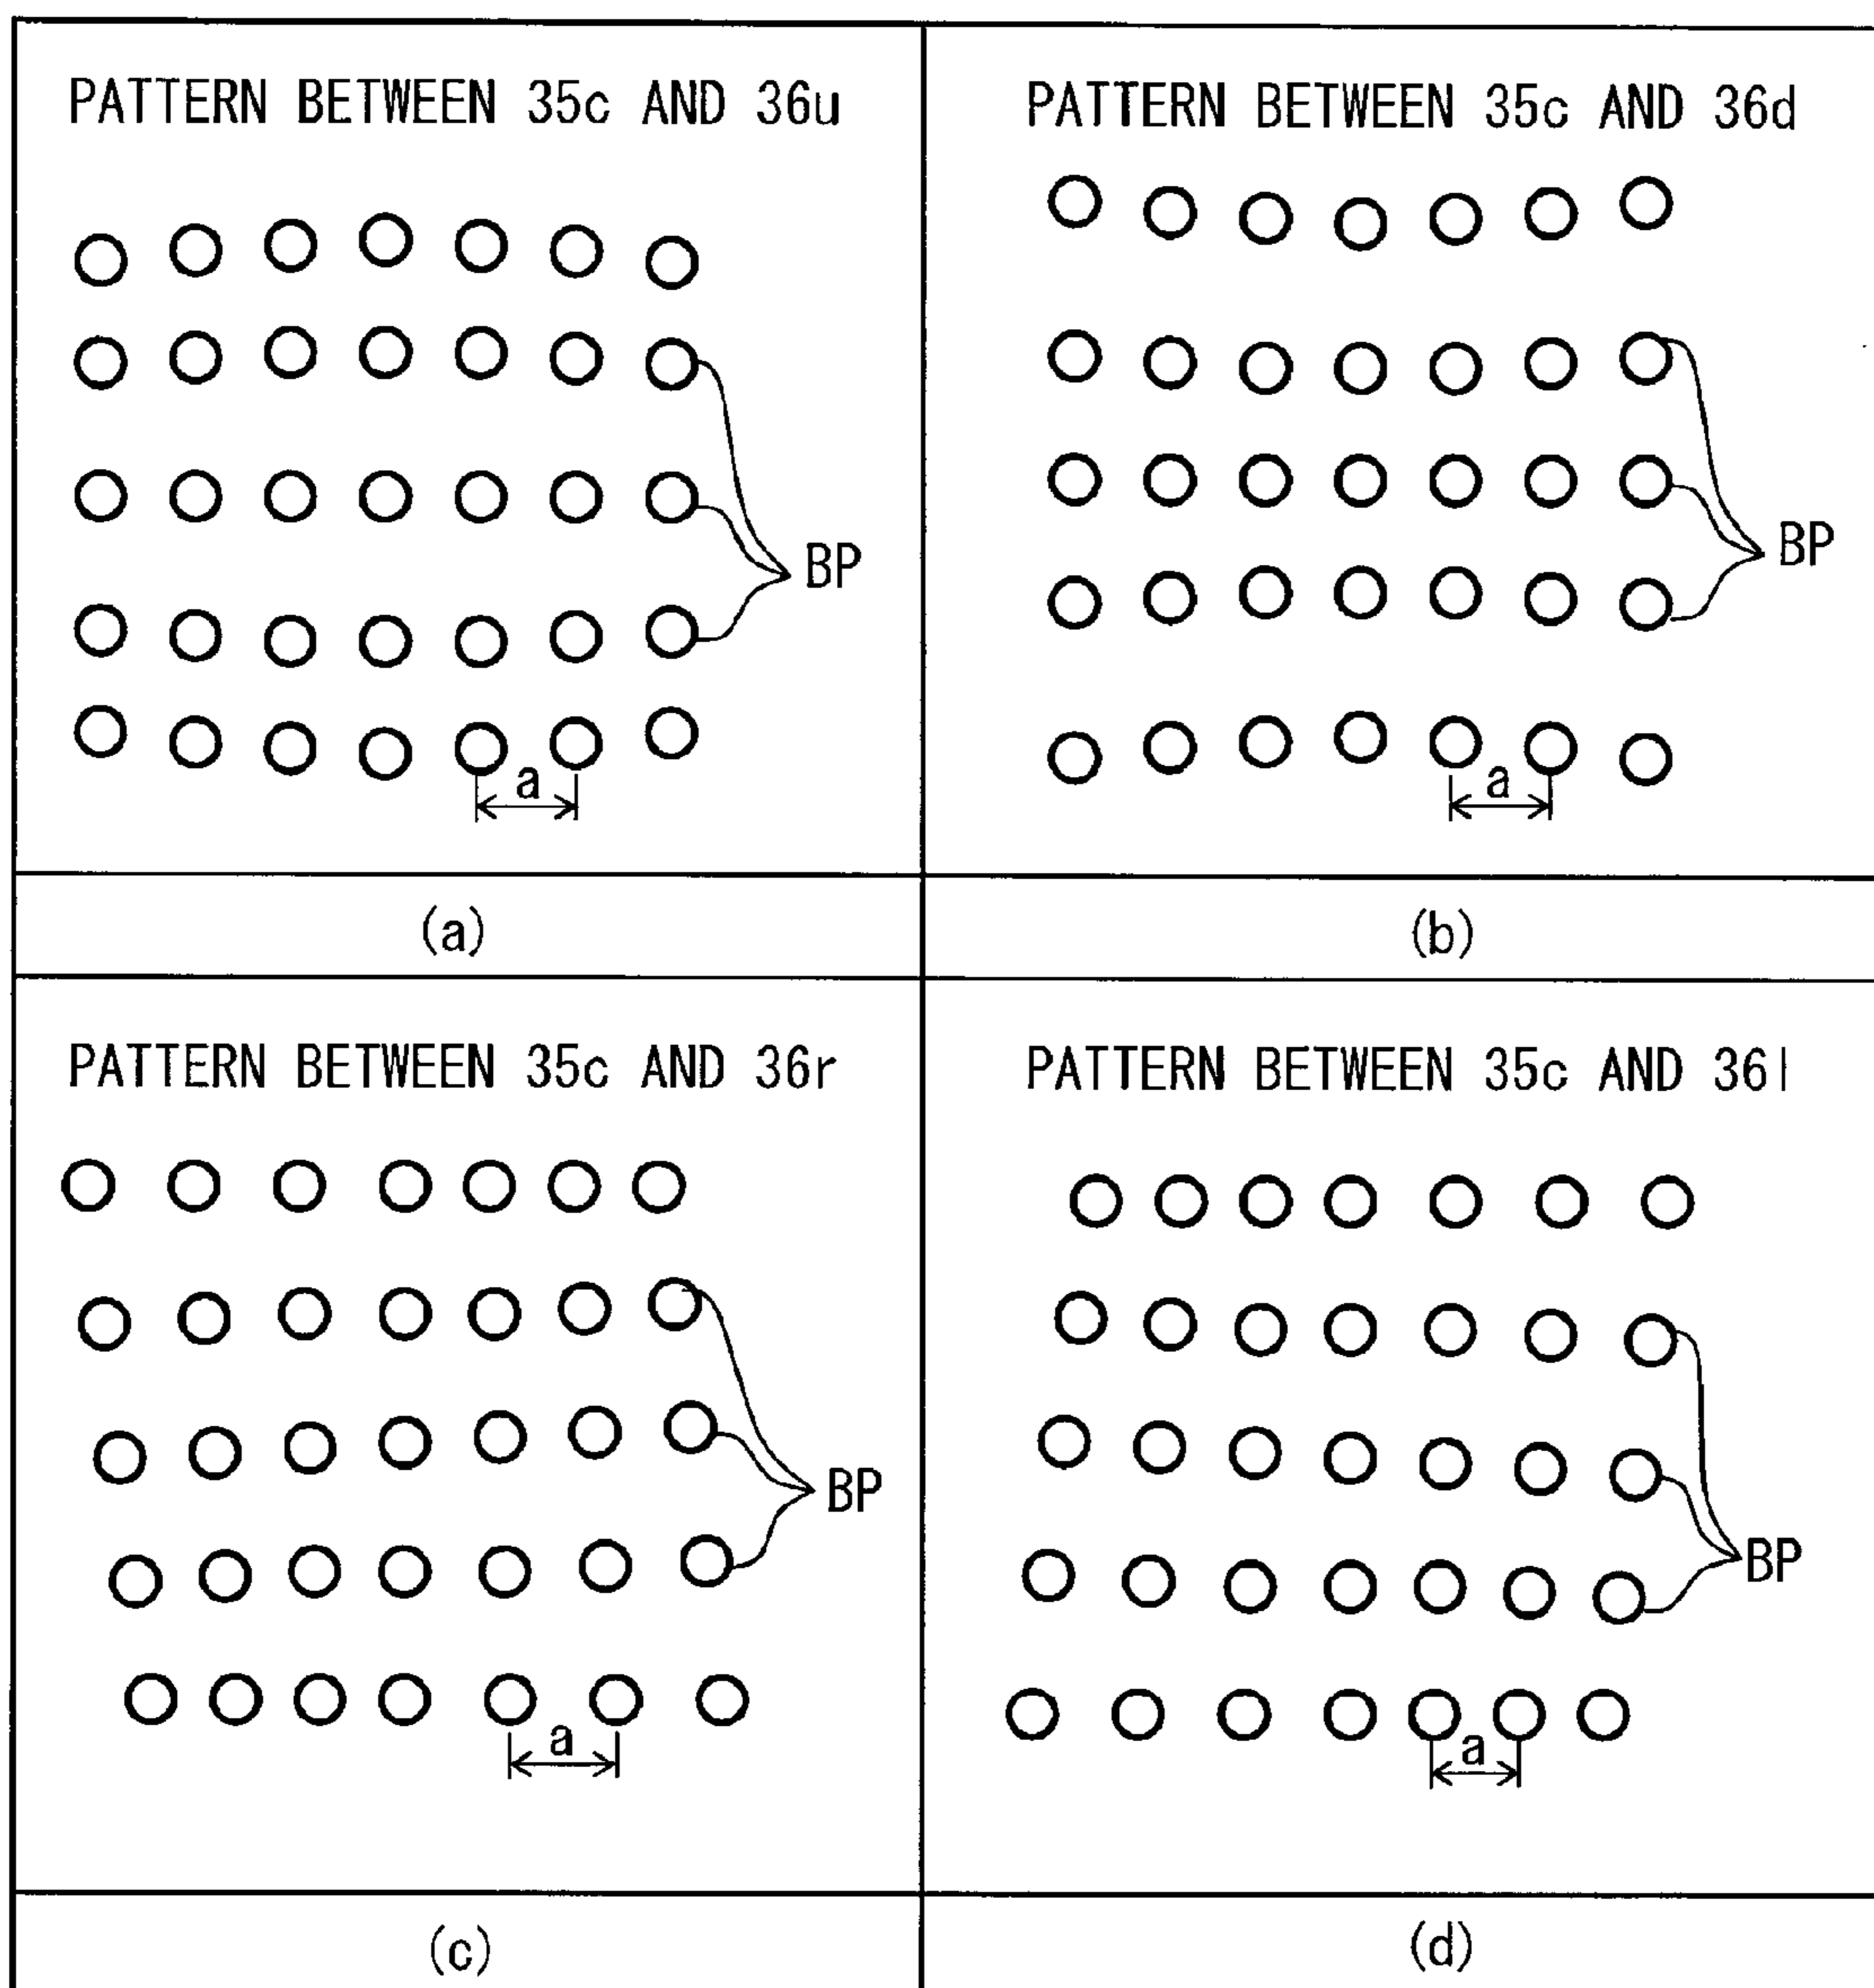 PATTERN BETWEEN 35c AND 36u
BP
a
(a)
PATTERN BETWEEN 35c AND 36d
BP
a
(b)
PATTERN BETWEEN 35c AND 36r
BP
a
(c)
PATTERN BETWEEN 35c AND 36l
BP
a
(d)